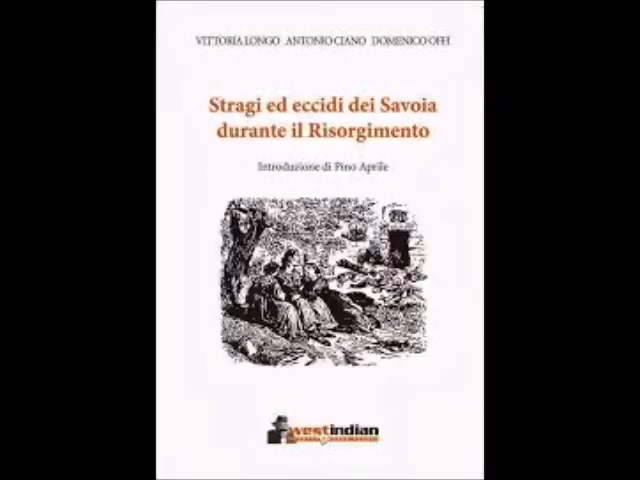 VITTORIA LONGO ANTONIO CIANO DOMENICO OFFI
Stragi ed eccidi dei Savoia
durante il Risorgimento
Introduzione di Pino Aprile
westindian